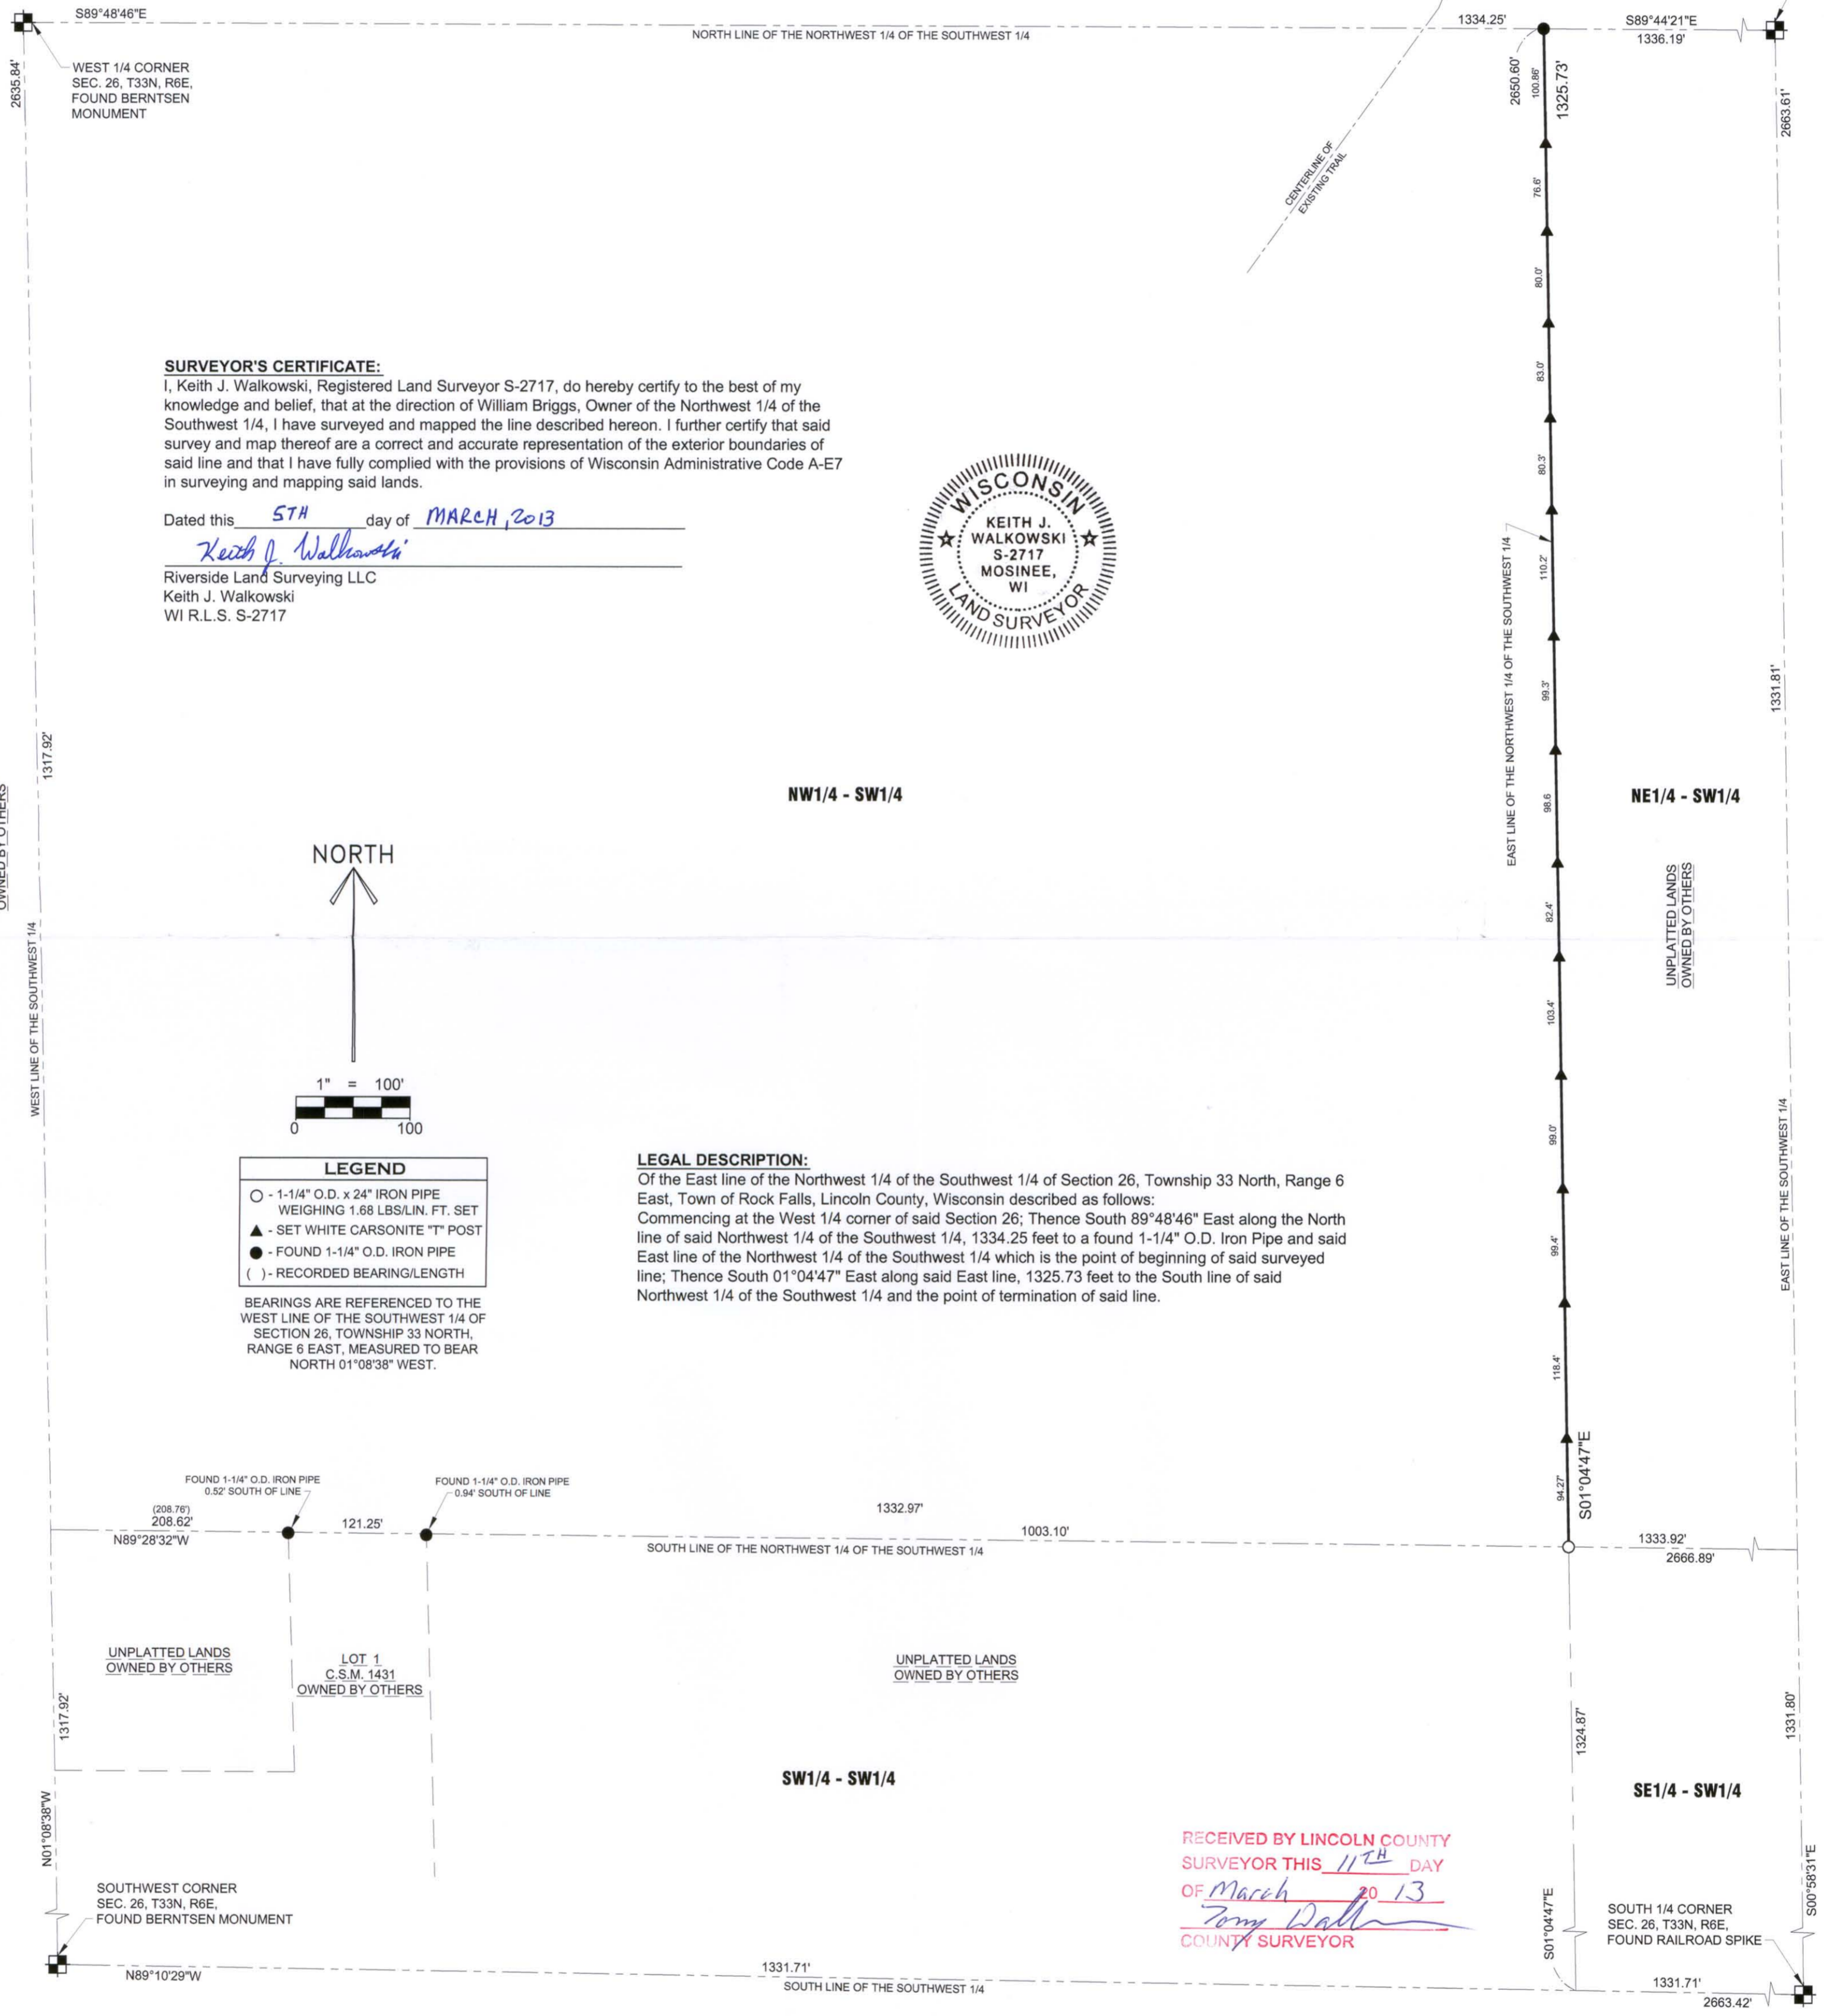 S89°48'46"E
NORTH LINE OF THE NORTHWEST 1/4 OF THE SOUTHWEST 1/4
1334.25'
S89°44'21"E
1336.19'
2635.84'
WEST 1/4 CORNER
SEC. 26, T33N, R6E,
FOUND BERNTSEN
MONUMENT
2650.60'
100.86'
1325.73'
2663.61'
CENTERLINE OF
EXISTING TRAIL
76.6'
80.0'
83.0'
80.3'
110.2'
99.3'
98.6
82.4'
103.4'
99.0'
99.4'
118.4'
94.27'
S01°04'47"E
EAST LINE OF THE NORTHWEST 1/4 OF THE SOUTHWEST 1/4
SURVEYOR'S CERTIFICATE:
I, Keith J. Walkowski, Registered Land Surveyor S-2717, do hereby certify to the best of my
knowledge and belief, that at the direction of William Briggs, Owner of the Northwest 1/4 of the
Southwest 1/4, I have surveyed and mapped the line described hereon. I further certify that said
survey and map thereof are a correct and accurate representation of the exterior boundaries of
said line and that I have fully complied with the provisions of Wisconsin Administrative Code A-E7
in surveying and mapping said lands.
Dated this 5TH day of MARCH, 2013
Keith J. Walkowski
Riverside Land Surveying LLC
Keith J. Walkowski
WI R.L.S. S-2717
WISCONSIN
KEITH J.
WALKOWSKI
S-2717
MOSINEE,
WI
LAND SURVEYOR
1317.92'
OWNED BY OTHERS
WEST LINE OF THE SOUTHWEST 1/4
1331.81'
NW1/4 - SW1/4
NE1/4 - SW1/4
UNPLATTED LANDS
OWNED BY OTHERS
EAST LINE OF THE SOUTHWEST 1/4
NORTH
1" = 100'
0 100
LEGEND
- 1-1/4" O.D. x 24" IRON PIPE
WEIGHING 1.68 LBS/LIN. FT. SET
- SET WHITE CARSONITE "T" POST
- FOUND 1-1/4" O.D. IRON PIPE
( ) - RECORDED BEARING/LENGTH
BEARINGS ARE REFERENCED TO THE
WEST LINE OF THE SOUTHWEST 1/4 OF
SECTION 26, TOWNSHIP 33 NORTH,
RANGE 6 EAST, MEASURED TO BEAR
NORTH 01°08'38" WEST.
LEGAL DESCRIPTION:
Of the East line of the Northwest 1/4 of the Southwest 1/4 of Section 26, Township 33 North, Range 6
East, Town of Rock Falls, Lincoln County, Wisconsin described as follows:
Commencing at the West 1/4 corner of said Section 26; Thence South 89°48'46" East along the North
line of said Northwest 1/4 of the Southwest 1/4, 1334.25 feet to a found 1-1/4" O.D. Iron Pipe and said
East line of the Northwest 1/4 of the Southwest 1/4 which is the point of beginning of said surveyed
line; Thence South 01°04'47" East along said East line, 1325.73 feet to the South line of said
Northwest 1/4 of the Southwest 1/4 and the point of termination of said line.
FOUND 1-1/4" O.D. IRON PIPE
0.52' SOUTH OF LINE
FOUND 1-1/4" O.D. IRON PIPE
0.94' SOUTH OF LINE
(208.76')
208.62'
N89°28'32"W
121.25'
1332.97'
1003.10'
SOUTH LINE OF THE NORTHWEST 1/4 OF THE SOUTHWEST 1/4
1333.92'
2666.89'
UNPLATTED LANDS
OWNED BY OTHERS
LOT 1
C.S.M. 1431
OWNED BY OTHERS
UNPLATTED LANDS
OWNED BY OTHERS
1317.92'
1324.87'
1331.80'
SW1/4 - SW1/4
SE1/4 - SW1/4
N01°08'38"W
SOUTHWEST CORNER
SEC. 26, T33N, R6E,
FOUND BERNTSEN MONUMENT
RECEIVED BY LINCOLN COUNTY
SURVEYOR THIS 11TH DAY
OF March 20 13
Tony
COUNTY SURVEYOR
S01°04'47"E
SOUTH 1/4 CORNER
SEC. 26, T33N, R6E,
FOUND RAILROAD SPIKE
S00°58'31"E
N89°10'29"W
1331.71'
SOUTH LINE OF THE SOUTHWEST 1/4
1331.71'
2663.42'